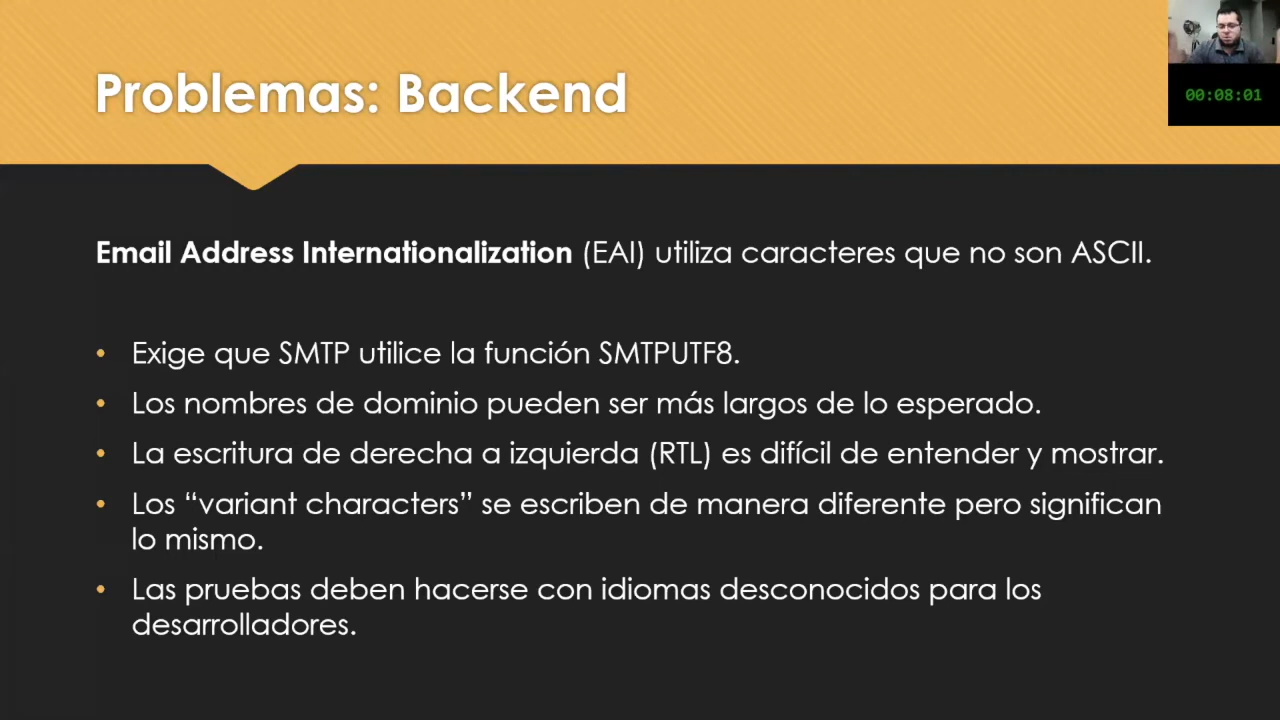 Problemas: Backend
00:08:01
Email Address Internationalization (EAI) utiliza caracteres que no son ASCII.
• Exige que SMTP utilice la función SMTPUTF8.
• Los nombres de dominio pueden ser más largos de lo esperado.
• La escritura de derecha a izquierda (RTL) es difícil de entender y mostrar.
• Los “variant characters” se escriben de manera diferente pero significan
lo mismo.
• Las pruebas deben hacerse con idiomas desconocidos para los
desarrolladores.